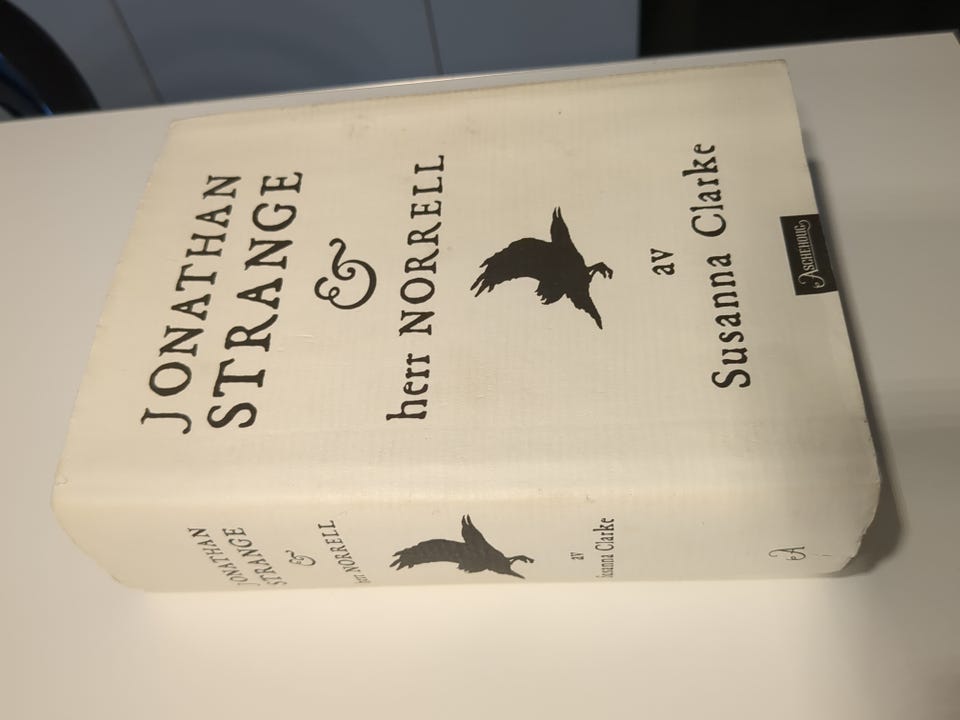 JONATHAN
STRANGE
&
herr NORRELL
av
Susanna Clarke
ASCHEHOUG
JONATHAN
STRANGE
&
herr NORRELL
av
Susanna Clarke
A